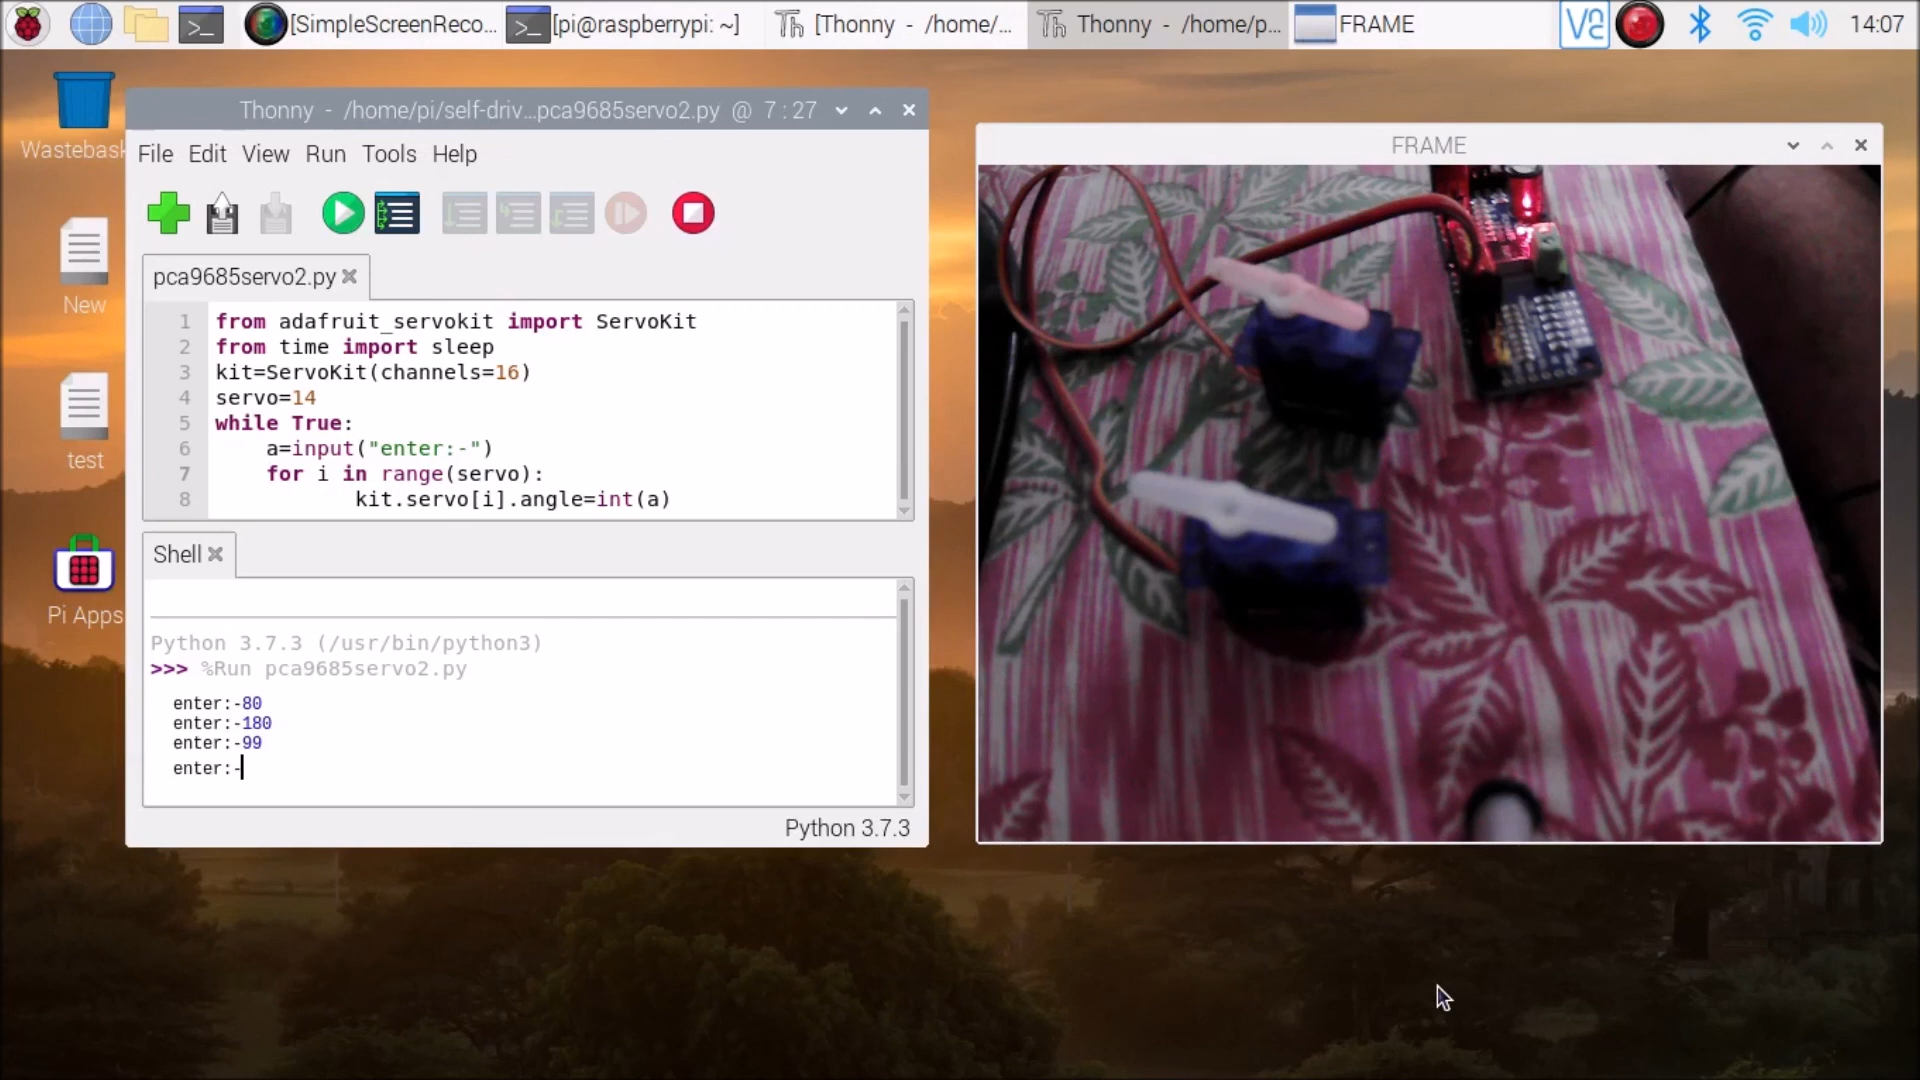 [SimpleScreenReco...
[pi@raspberrypi: ~]
[Thonny - /home/...
Thonny - /home/p...
FRAME
14:07
Wastebask
New
test
Pi Apps
Thonny - /home/pi/self-driv...pca9685servo2.py @ 7:27
File Edit View Run Tools Help
pca9685servo2.py
1 from adafruit_servokit import ServoKit
2 from time import sleep
3 kit=ServoKit(channels=16)
4 servo=14
5 while True:
6 a=input("enter:-")
7 for i in range(servo):
8 kit.servo[i].angle=int(a)
Shell
Python 3.7.3 (/usr/bin/python3)
>>> %Run pca9685servo2.py
enter:-80
enter:-180
enter:-99
enter:-
Python 3.7.3
FRAME